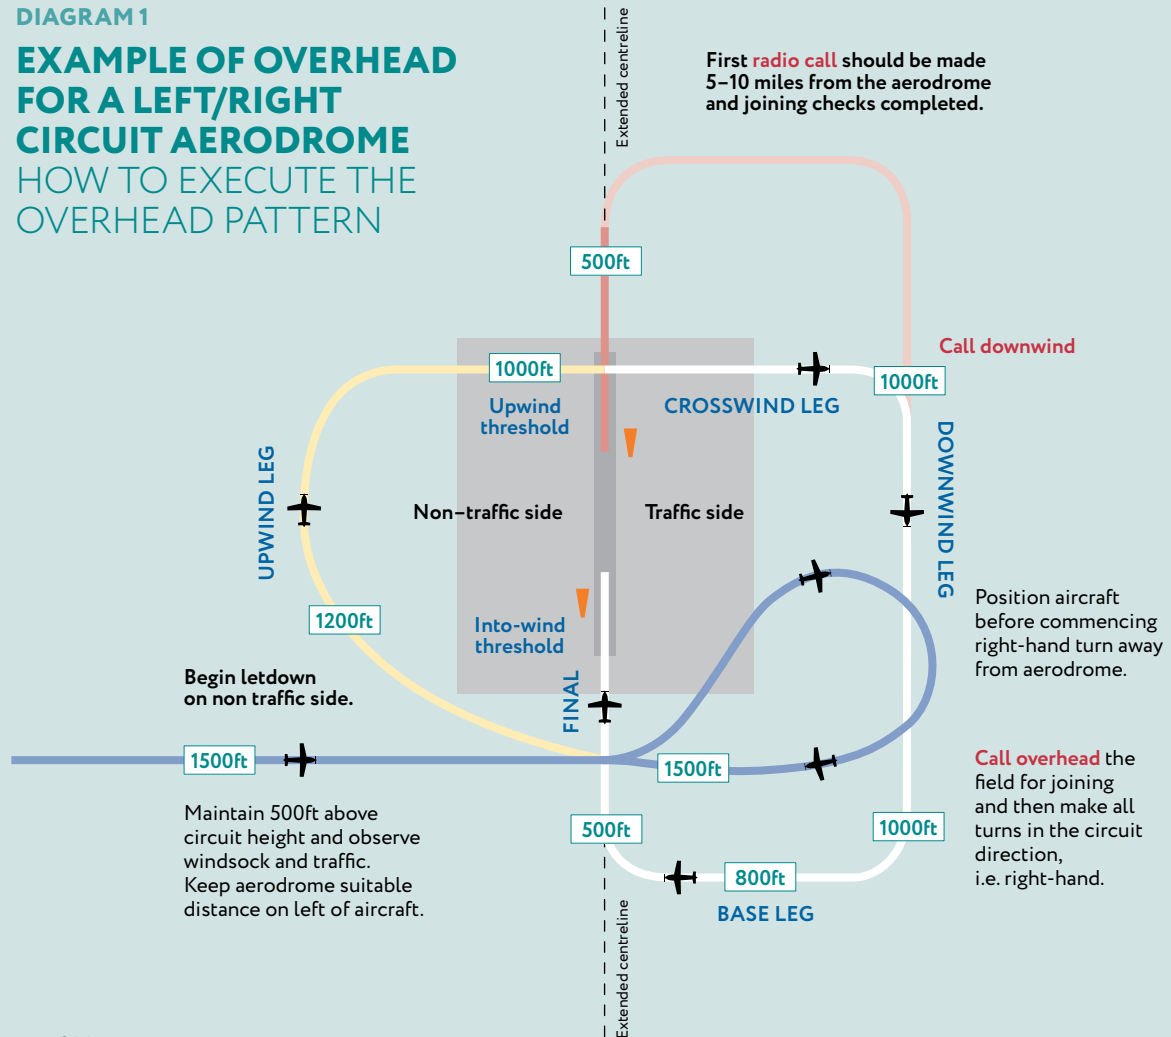 DIAGRAM 1
EXAMPLE OF OVERHEAD
FOR A LEFT/RIGHT
CIRCUIT AERODROME
HOW TO EXECUTE THE
OVERHEAD PATTERN
Extended centreline
First radio call should be made
5–10 miles from the aerodrome
and joining checks completed.
500ft
Call downwind
1000ft
1000ft
Upwind
threshold
CROSSWIND LEG
UPWIND LEG
DOWNWIND LEG
Non–traffic side
Traffic side
1200ft
Into-wind
threshold
Position aircraft
before commencing
right-hand turn away
from aerodrome.
Begin letdown
on non traffic side.
FINAL
1500ft
1500ft
Call overhead the
field for joining
and then make all
turns in the circuit
direction,
i.e. right-hand.
Maintain 500ft above
circuit height and observe
windsock and traffic.
Keep aerodrome suitable
distance on left of aircraft.
500ft
1000ft
800ft
BASE LEG
Extended centreline